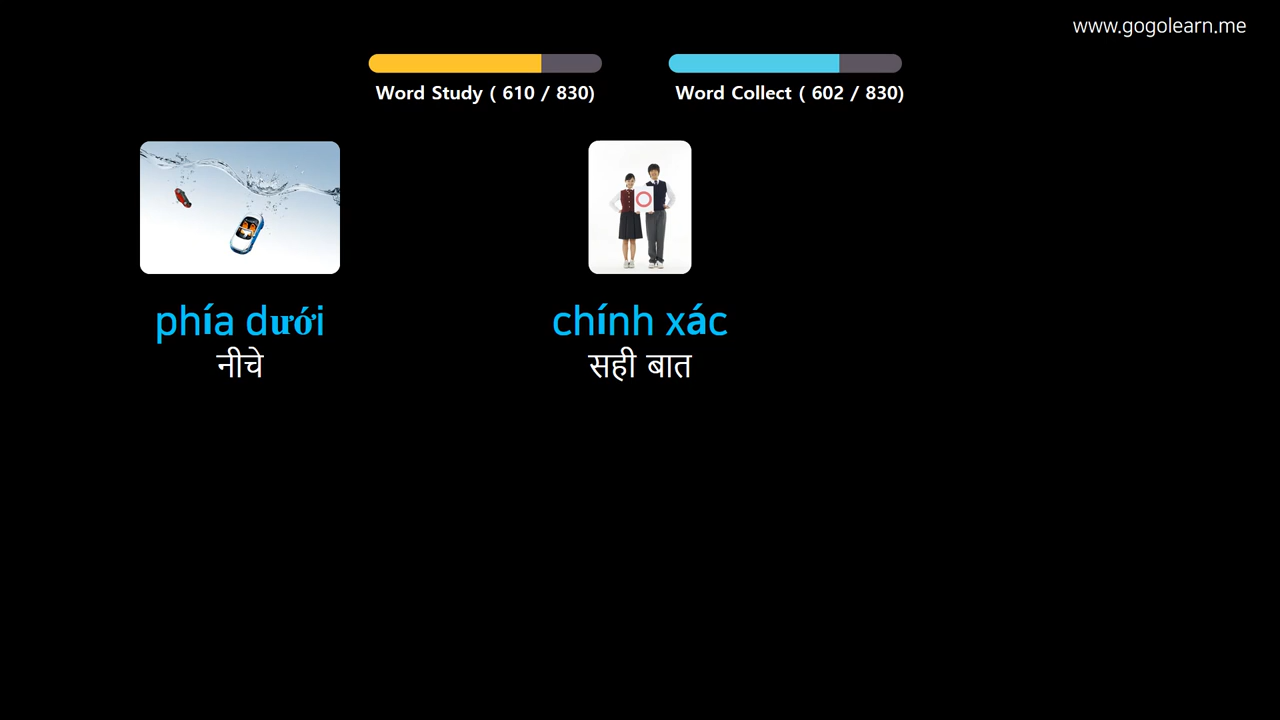 www.gogolearn.me
Word Study ( 610 / 830)
Word Collect ( 602 / 830)
phía dưới
नीचे
chính xác
सही बात